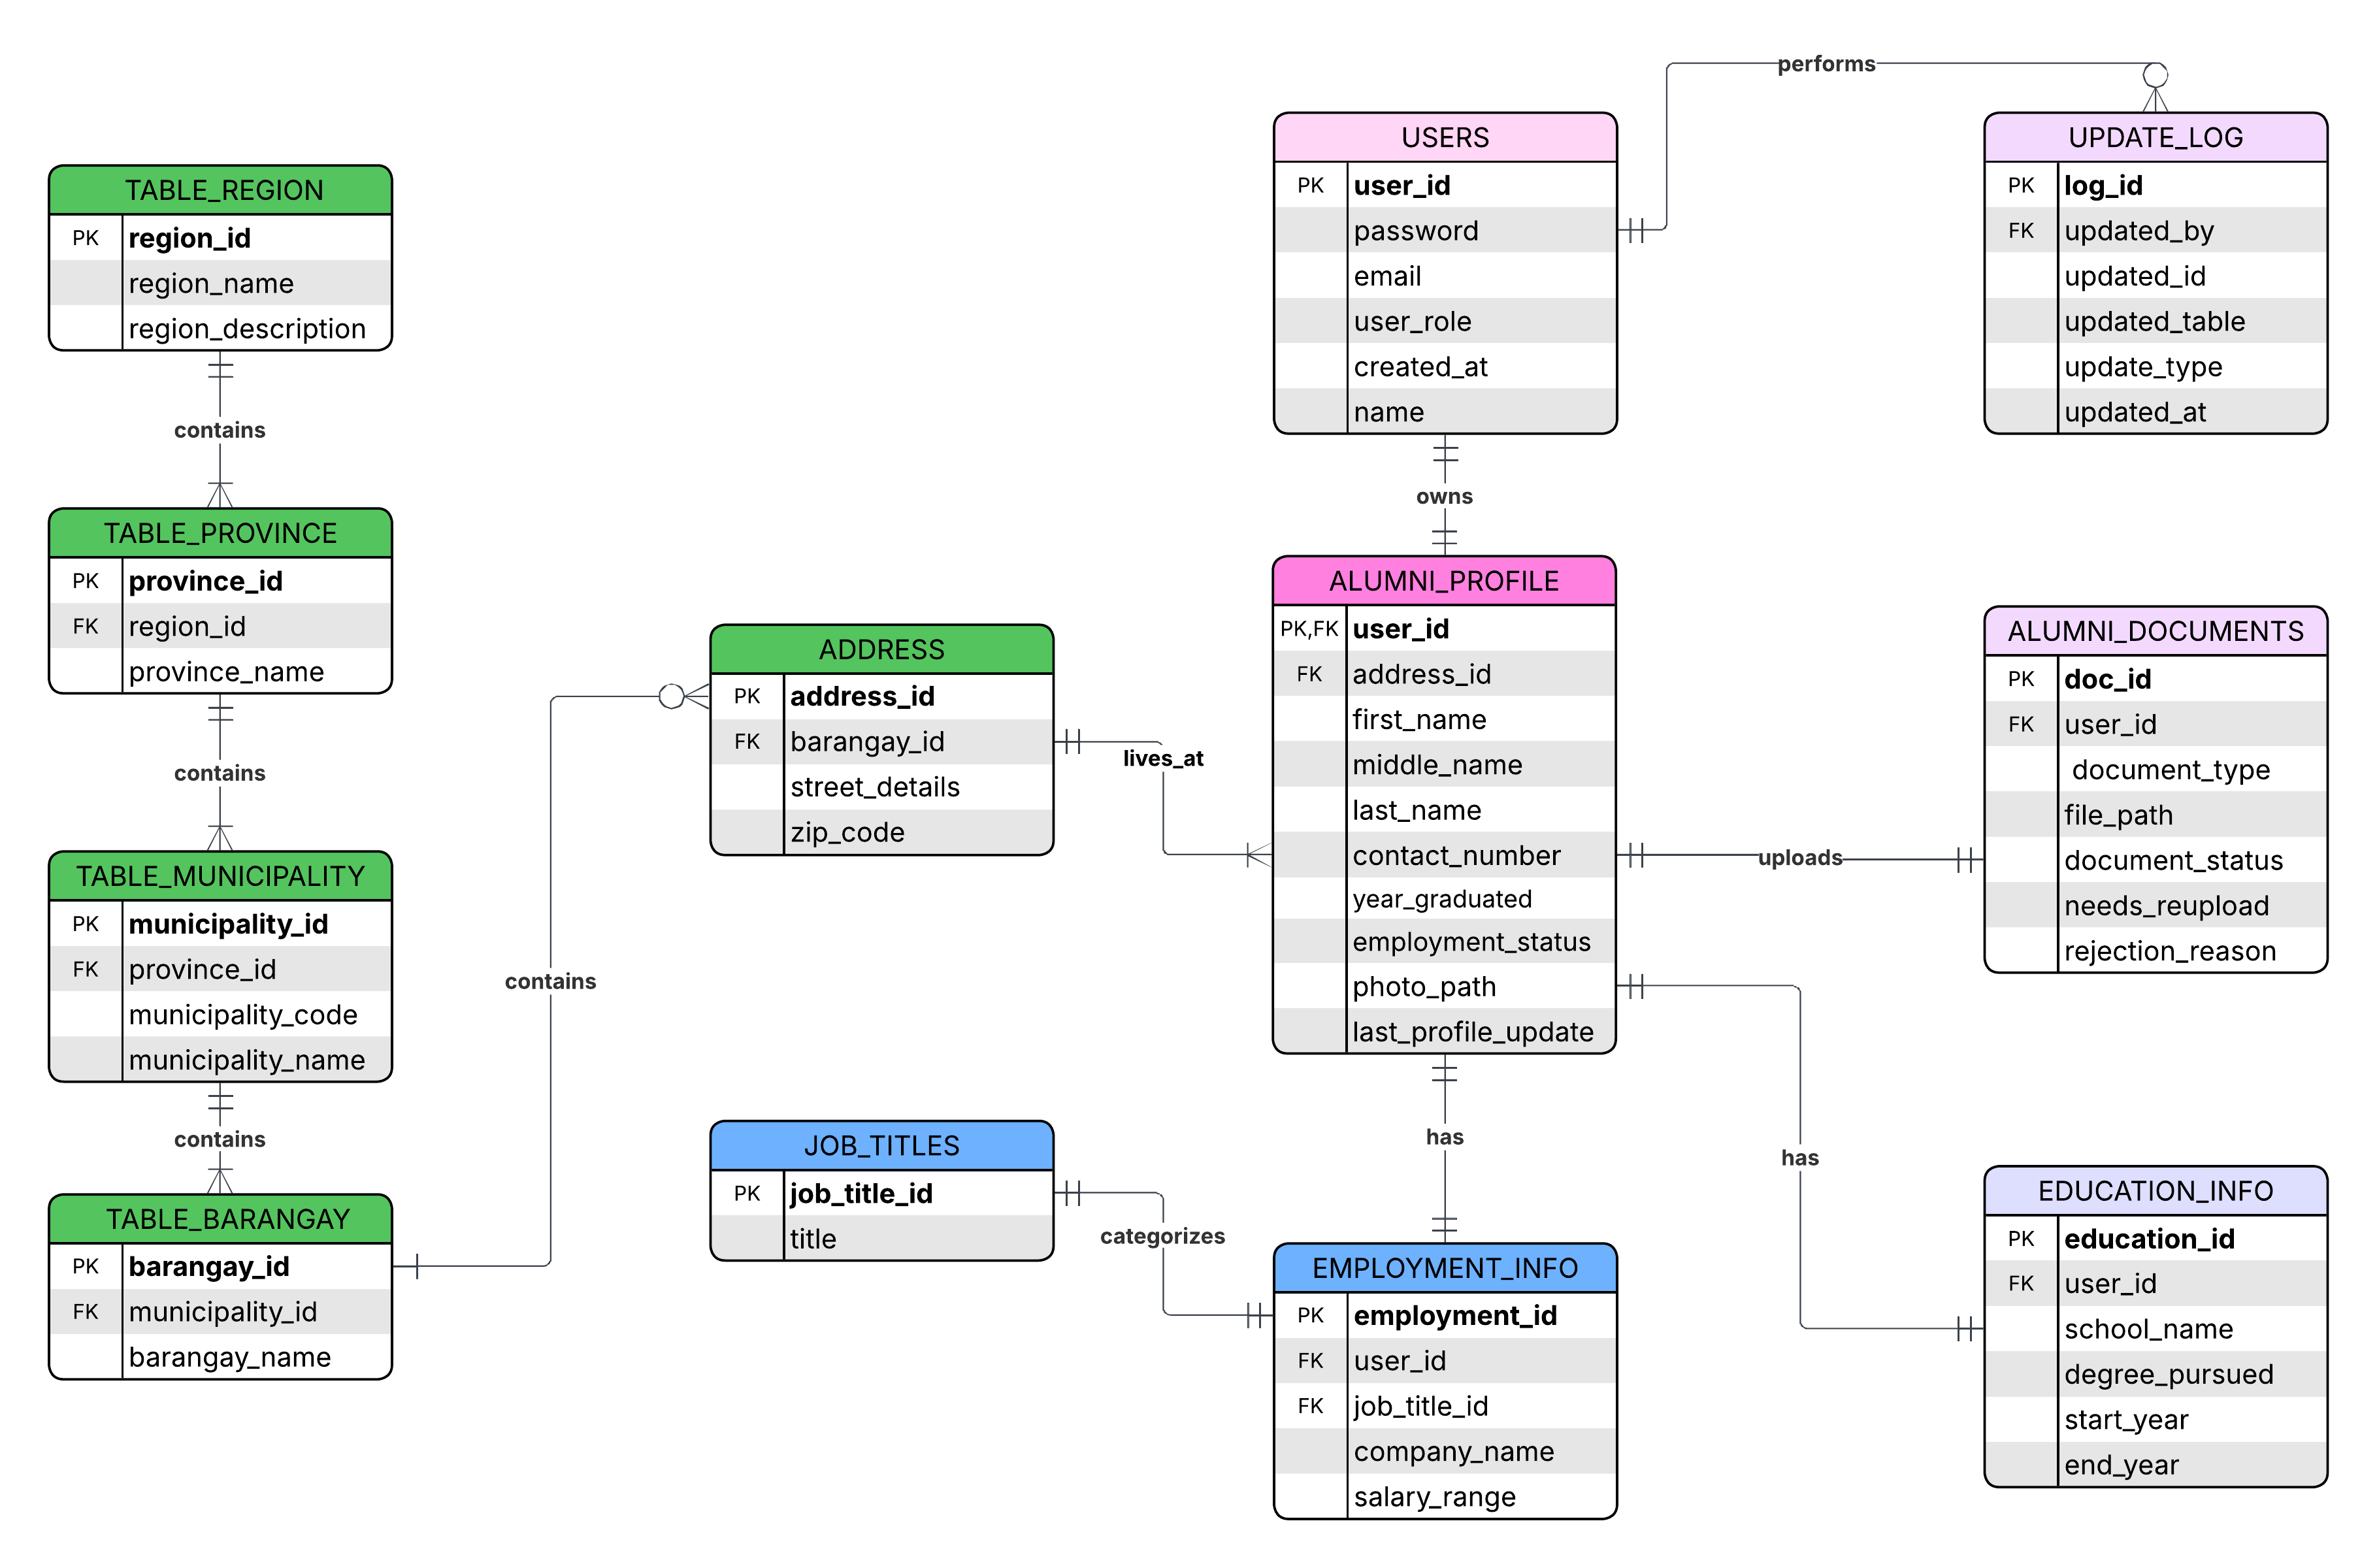 performs
USERS
PK user_id
password
email
user_role
created_at
name
UPDATE_LOG
PK log_id
FK updated_by
updated_id
updated_table
update_type
updated_at
TABLE_REGION
PK region_id
region_name
region_description
contains
TABLE_PROVINCE
PK province_id
FK region_id
province_name
contains
TABLE_MUNICIPALITY
PK municipality_id
FK province_id
municipality_code
municipality_name
contains
TABLE_BARANGAY
PK barangay_id
FK municipality_id
barangay_name
contains
ADDRESS
PK address_id
FK barangay_id
street_details
zip_code
lives_at
owns
ALUMNI_PROFILE
PK,FK user_id
FK address_id
first_name
middle_name
last_name
contact_number
year_graduated
employment_status
photo_path
last_profile_update
uploads
ALUMNI_DOCUMENTS
PK doc_id
FK user_id
document_type
file_path
document_status
needs_reupload
rejection_reason
JOB_TITLES
PK job_title_id
title
categorizes
has
EMPLOYMENT_INFO
PK employment_id
FK user_id
FK job_title_id
company_name
salary_range
has
EDUCATION_INFO
PK education_id
FK user_id
school_name
degree_pursued
start_year
end_year